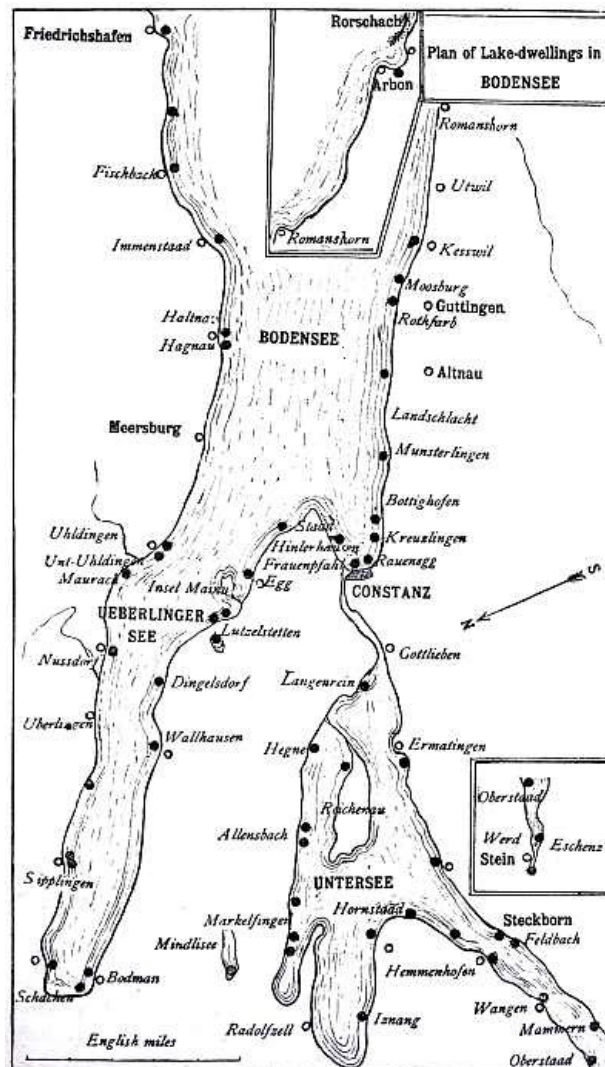 Friedrichshafen
Rorschach
Arbon
Plan of Lake-dwellings in
BODENSEE
Romanshorn
Fischbach
Utwil
Immenstaad
Romanshorn
Kesswil
Moosburg
Guttingen
Rothfarb
Haltnau
Hagnau
BODENSEE
Altnau
Landschlacht
Meersburg
Munsterlingen
Bottighofen
Staad
Uhldingen
Hinterhausen
Kreuzlingen
Unt-Uhldingen
Frauenpfahl
Rauenegg
Maurach
Insel Mainau
Egg
CONSTANZ
S
N
UEBERLINGER
SEE
Lutzelstetten
Nussdorf
Gottlieben
Dingelsdorf
Langenrein
Uberlingen
Wallhausen
Hegne
Ermatingen
Oberstaad
Reichenau
Allensbach
Werd
Eschenz
Stein
Sipplingen
UNTERSEE
Hornstaad
Markelfingen
Steckborn
Mindlisee
Feldbach
Schachen
Bodman
Hemmenhofen
Wangen
Radolfzell
Iznang
Mammern
English miles
Oberstaad